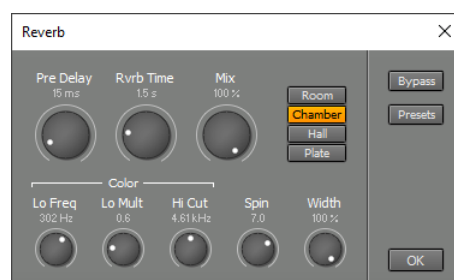 Reverb
Pre Delay Rvrb Time Mix
15 ms 1.5 s 100 %
Room
Chamber
Hall
Plate
Bypass
Presets
Color
Lo Freq Lo Mult Hi Cut Spin Width
302 Hz 0.6 4.61 kHz 7.0 100 %
OK